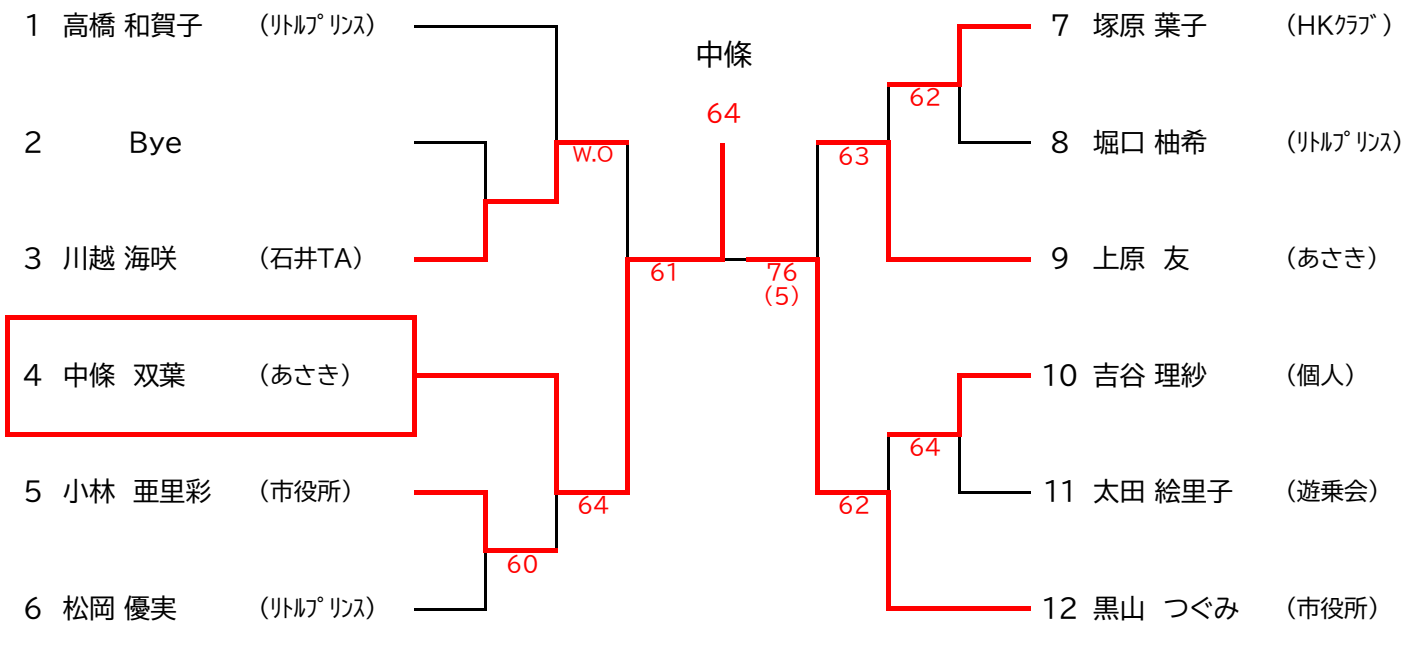 1 高橋 和賀子 (ﾘﾄﾙﾌﾟﾘﾝｽ)
2 Bye
3 川越 海咲 (石井TA)
4 中條 双葉 (あさき)
5 小林 亜里彩 (市役所)
6 松岡 優実 (ﾘﾄﾙﾌﾟﾘﾝｽ)
W.O
64
60
61
中條
64
76
(5)
62
63
64
62
7 塚原 葉子 (HKｸﾗﾌﾞ)
8 堀口 柚希 (ﾘﾄﾙﾌﾟﾘﾝｽ)
9 上原 友 (あさき)
10 吉谷 理紗 (個人)
11 太田 絵里子 (遊乗会)
12 黒山 つぐみ (市役所)